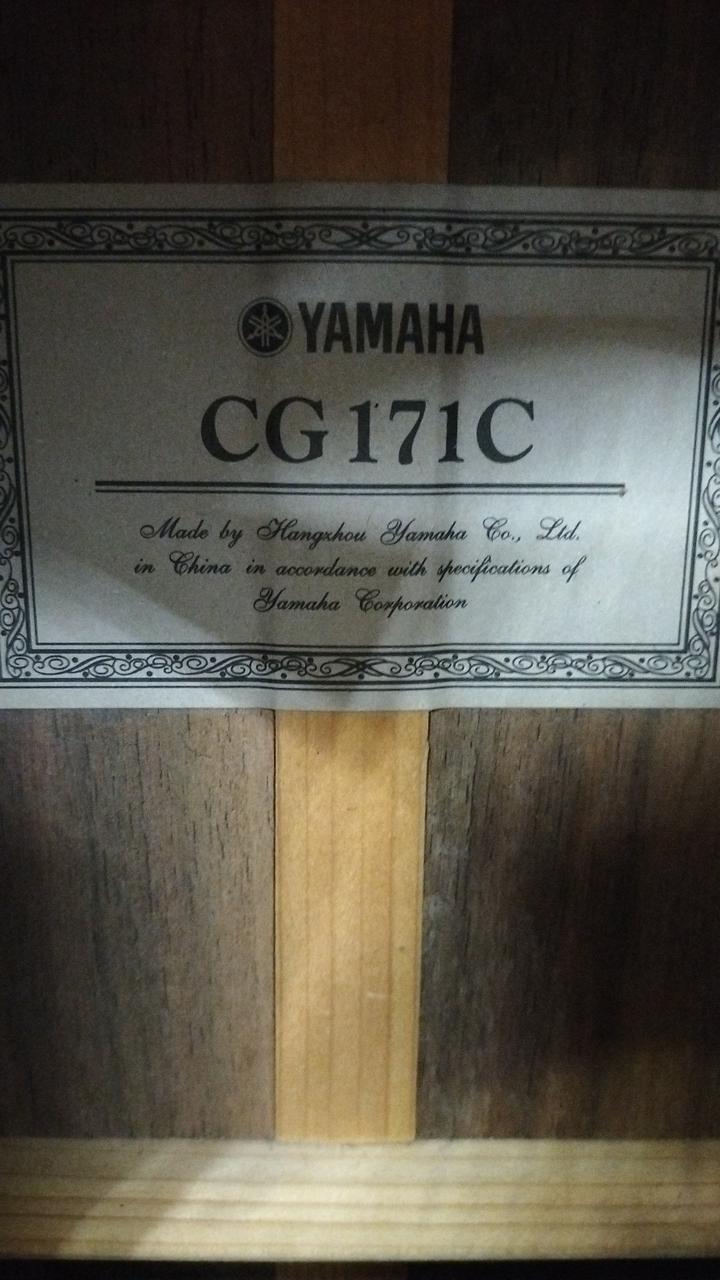 YAMAHA
CG171C
Made by Hangzhou Yamaha Co., Ltd.
in China in accordance with specifications of
Yamaha Corporation